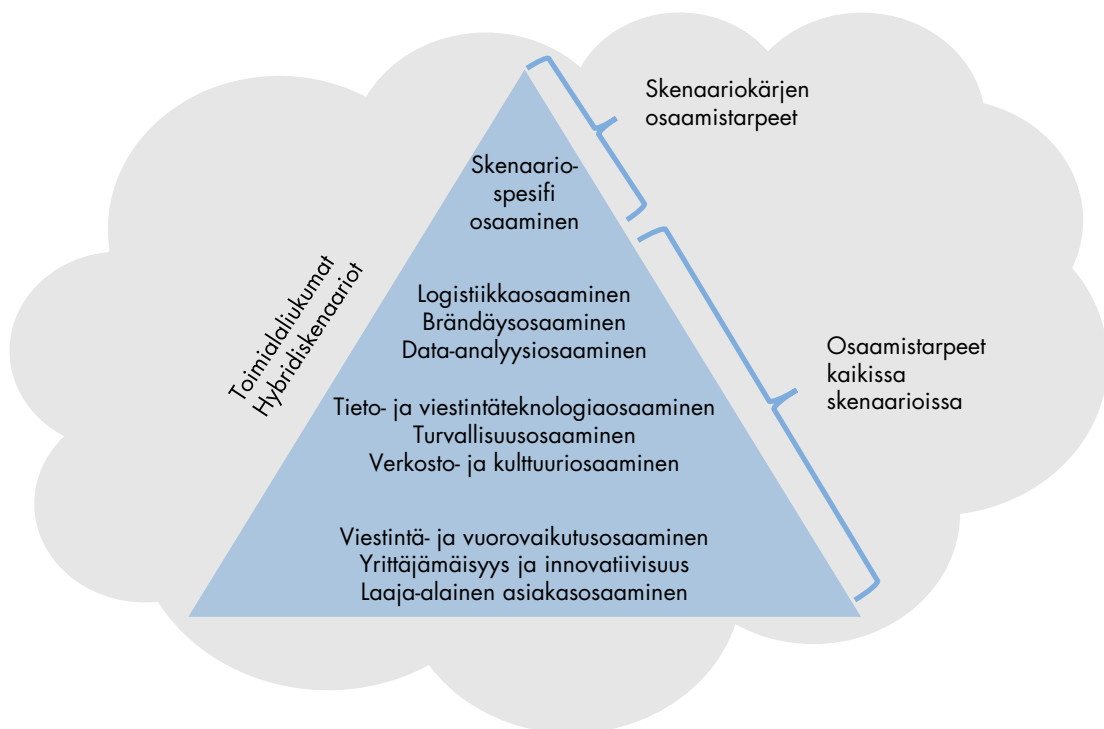 Skenaariokärjen
osaamistarpeet
Skenaario-
spesifi
osaaminen
Toimialaliukumat
Hybridiskenaariot
Logistiikkaosaaminen
Brändäysosaaminen
Data-analyysiosaaminen
Osaamistarpeet
kaikissa
skenaarioissa
Tieto- ja viestintäteknologiaosaaminen
Turvallisuusosaaminen
Verkosto- ja kulttuuriosaaminen
Viestintä- ja vuorovaikutusosaaminen
Yrittäjämäisyys ja innovatiivisuus
Laaja-alainen asiakasosaaminen